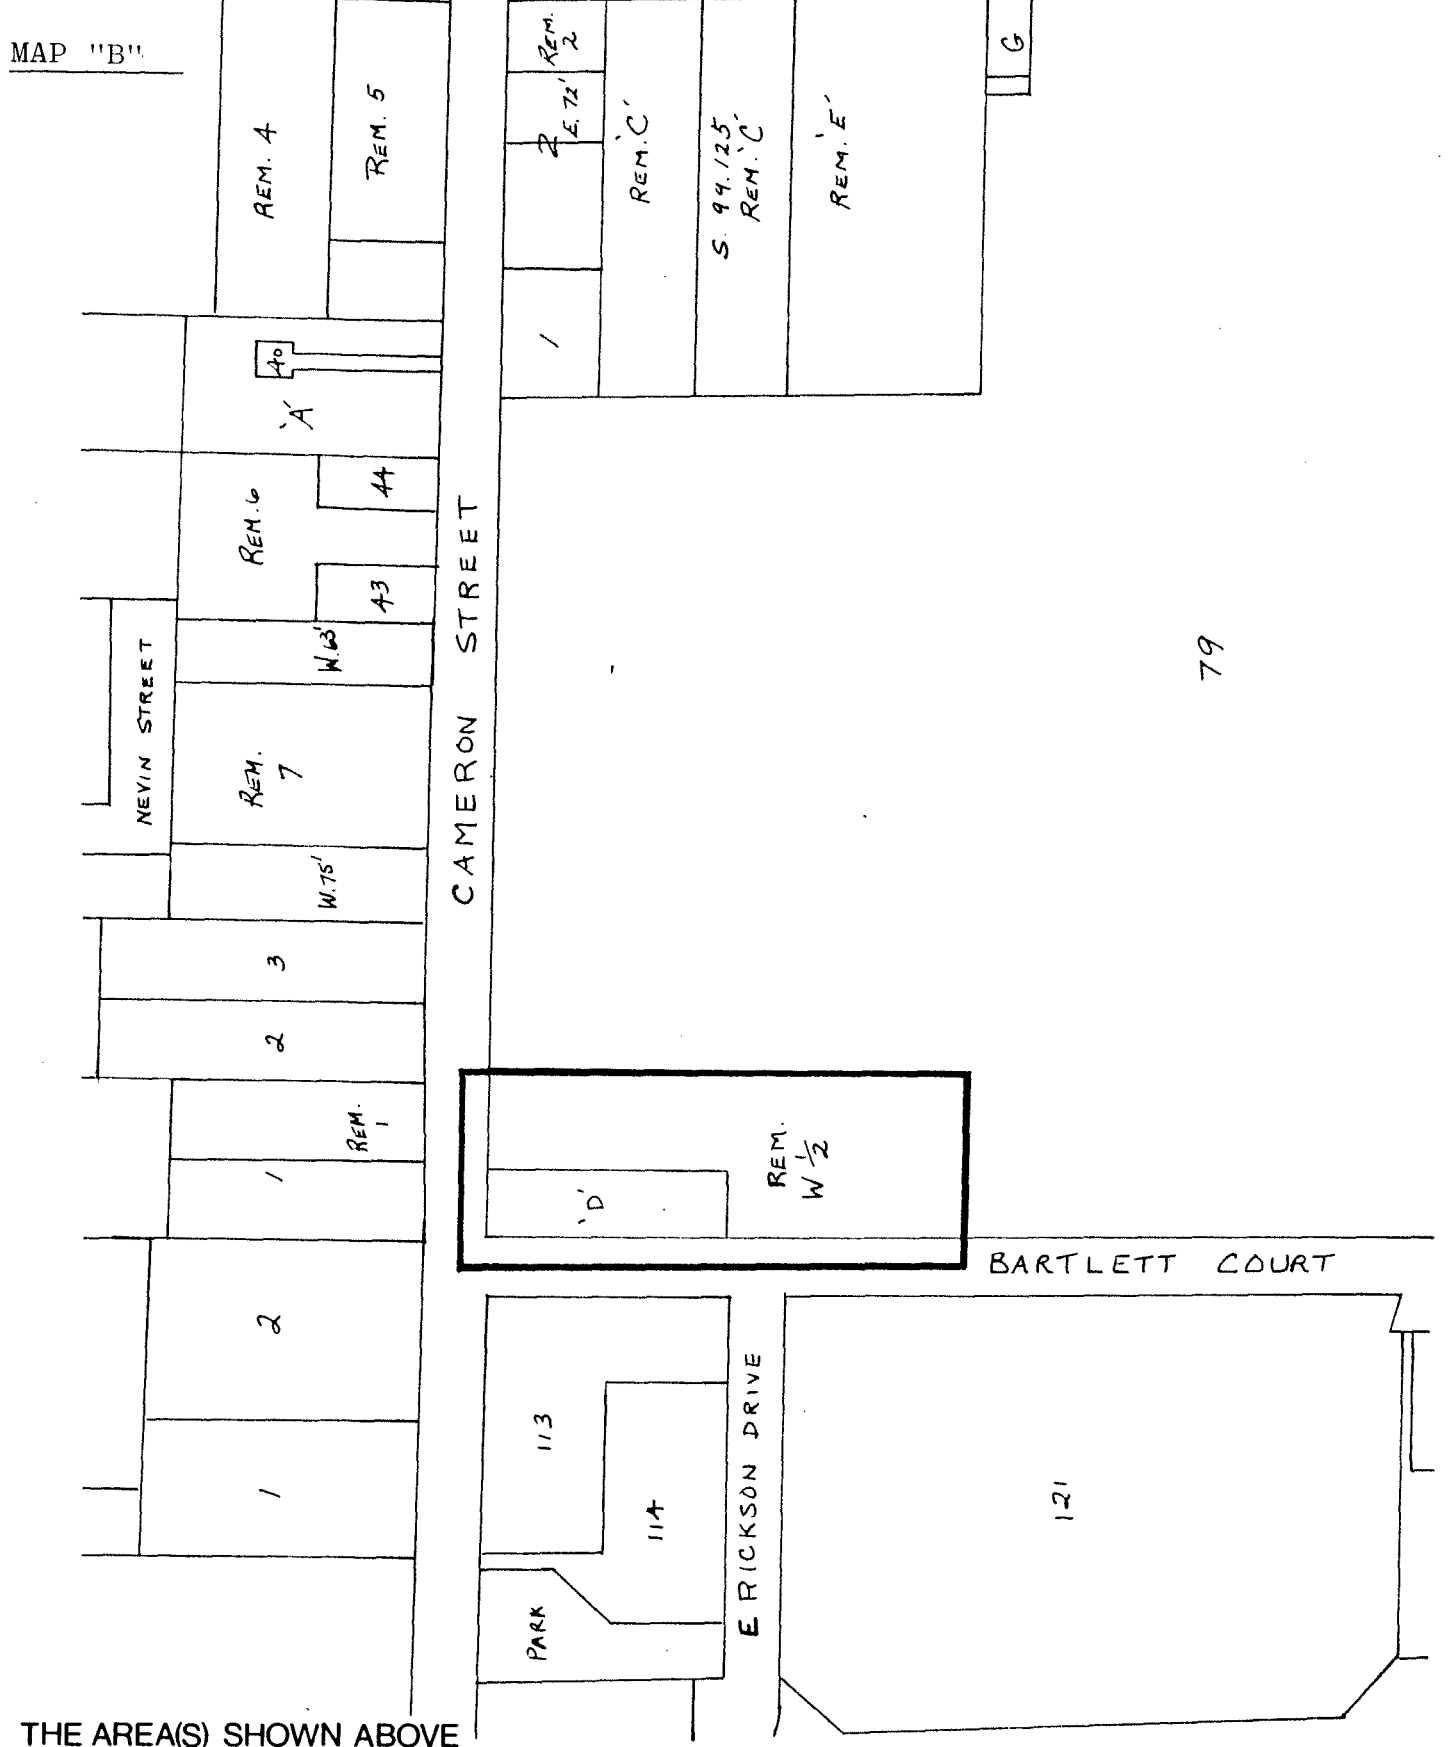 MAP "B"
REM. 4
REM. 5
REM.
2
2
E. 72'
REM.'C'
S. 99.125'
REM.'C'
REM.'E'
G
1
40
'A'
REM. 6
44
43
W.63'
CAMERON STREET
NEVIN STREET
REM.
7
W.75'
79
3
2
REM.
1
1
'D'
REM.
W ½
BARTLETT COURT
2
1
113
114
PARK
ERICKSON DRIVE
121
THE AREA(S) SHOWN ABOVE